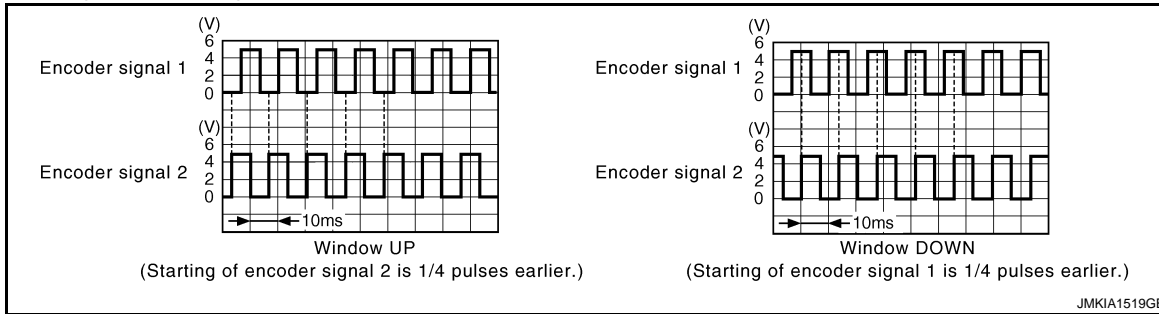 (V)
6
4
2
0
Encoder signal 1
(V)
6
4
2
0
Encoder signal 2
10ms
Window UP
(Starting of encoder signal 2 is 1/4 pulses earlier.)
(V)
6
4
2
0
Encoder signal 1
(V)
6
4
2
0
Encoder signal 2
10ms
Window DOWN
(Starting of encoder signal 1 is 1/4 pulses earlier.)
JMKIA1519GB